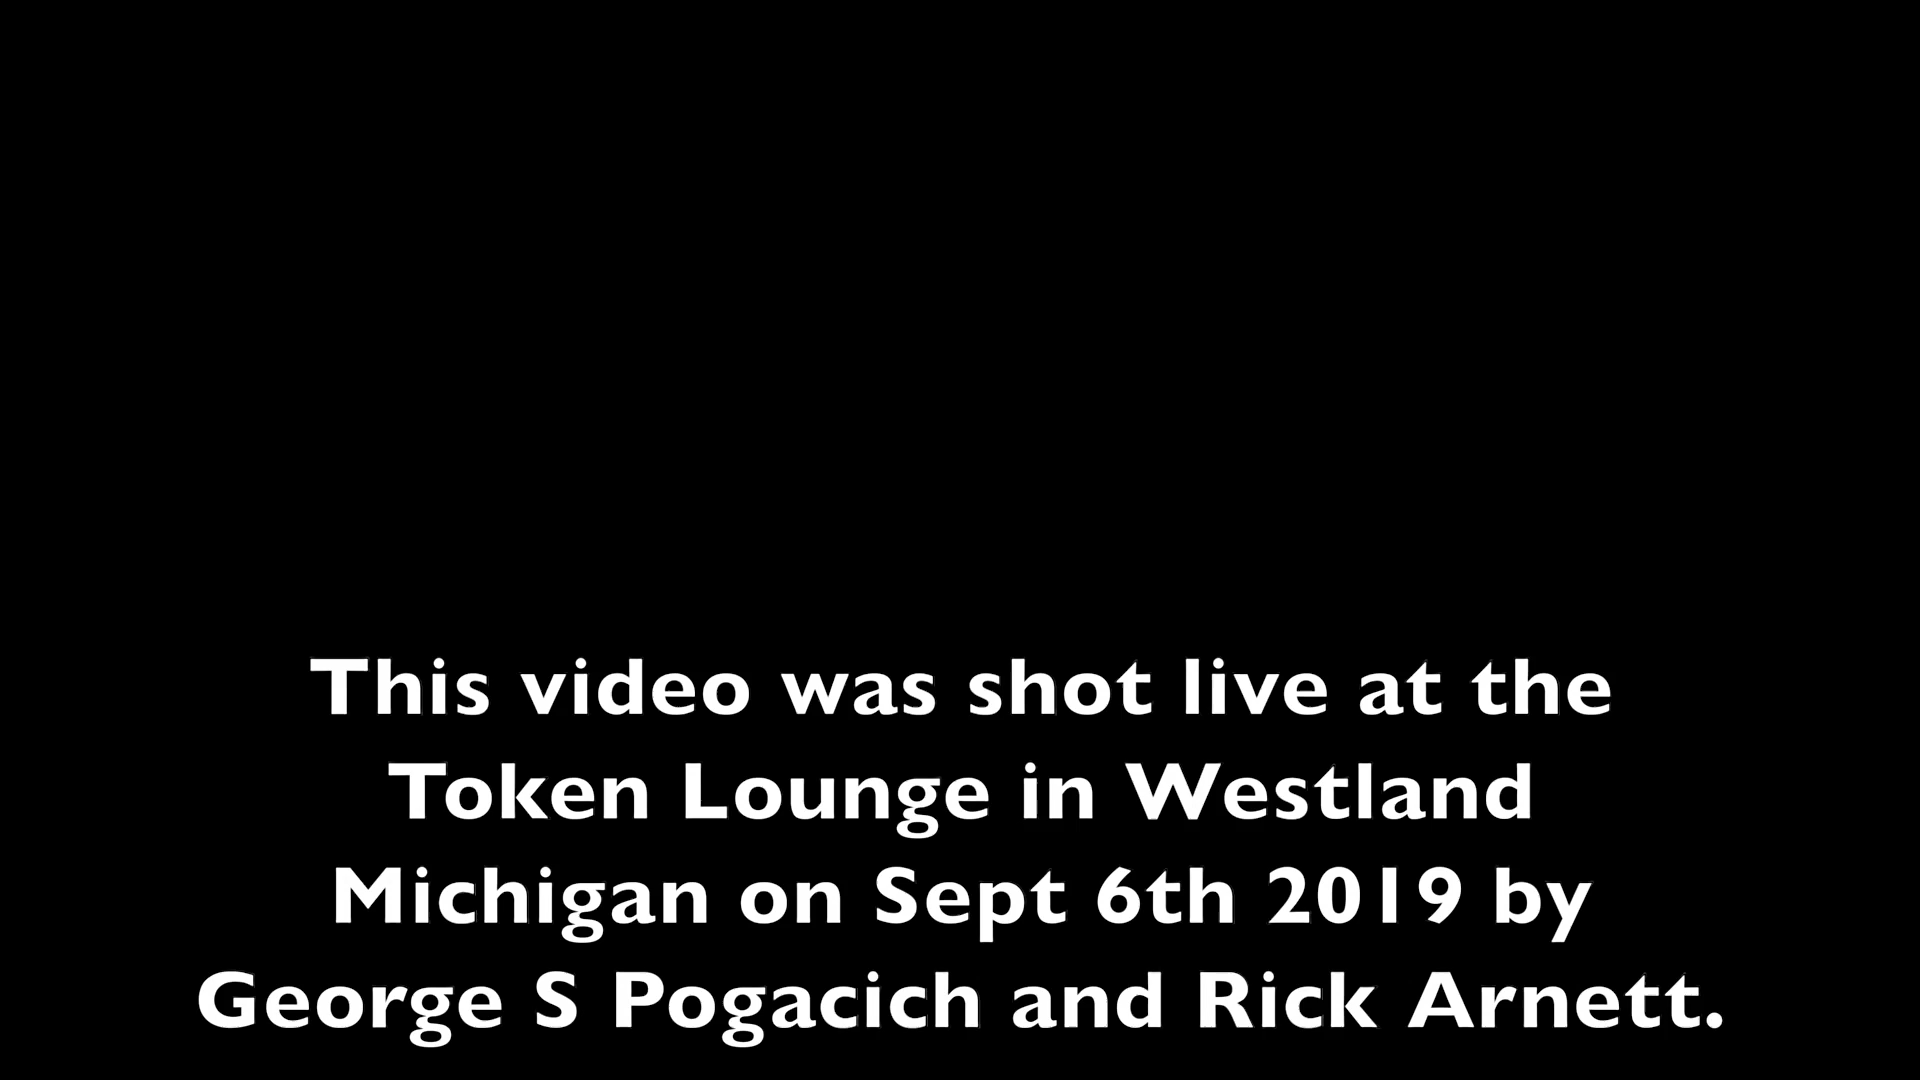 This video was shot live at the
Token Lounge in Westland
Michigan on Sept 6th 2019 by
George S Pogacich and Rick Arnett.